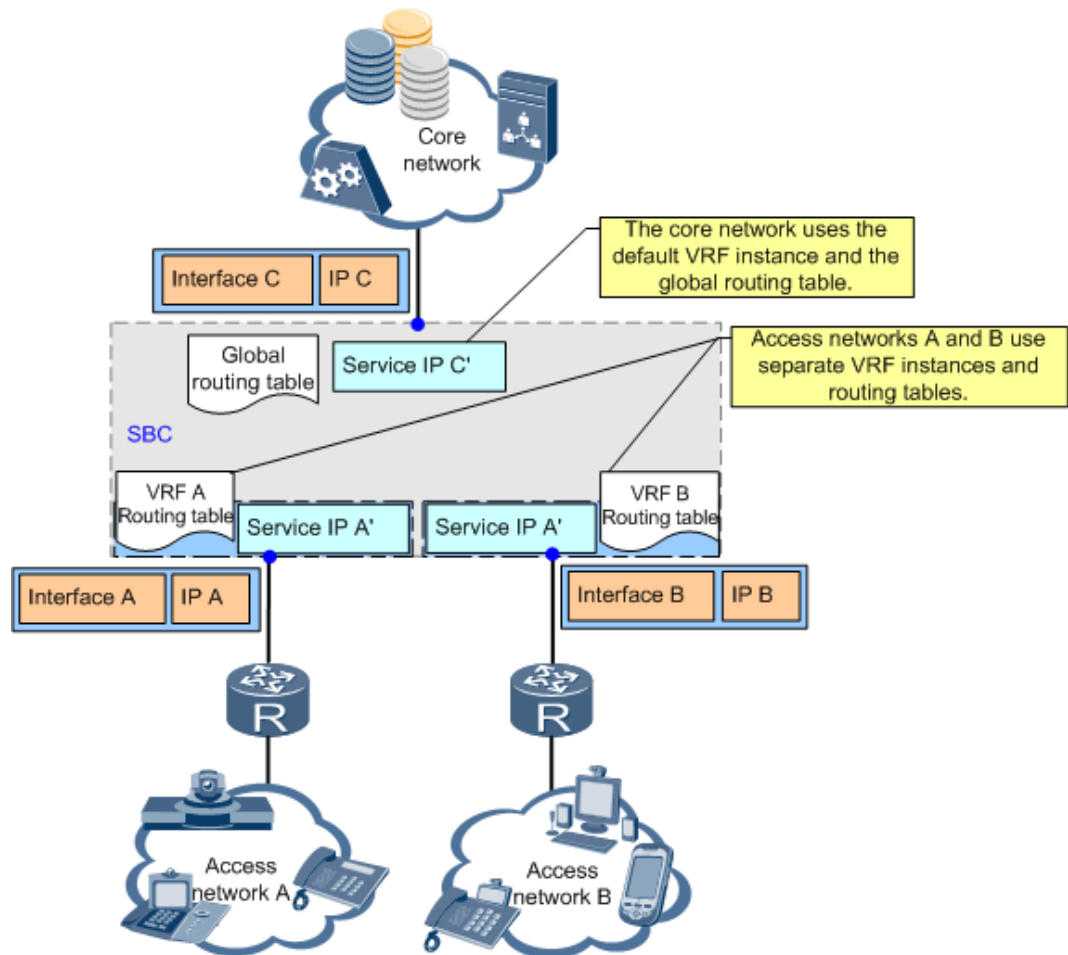 Core
network
The core network uses the
default VRF instance and the
global routing table.
Interface C
IP C
Global
routing table
Service IP C'
Access networks A and B use
separate VRF instances and
routing tables.
SBC
VRF A
Routing table
Service IP A'
Service IP A'
VRF B
Routing table
Interface A
IP A
Interface B
IP B
R
R
Access
network A
Access
network B